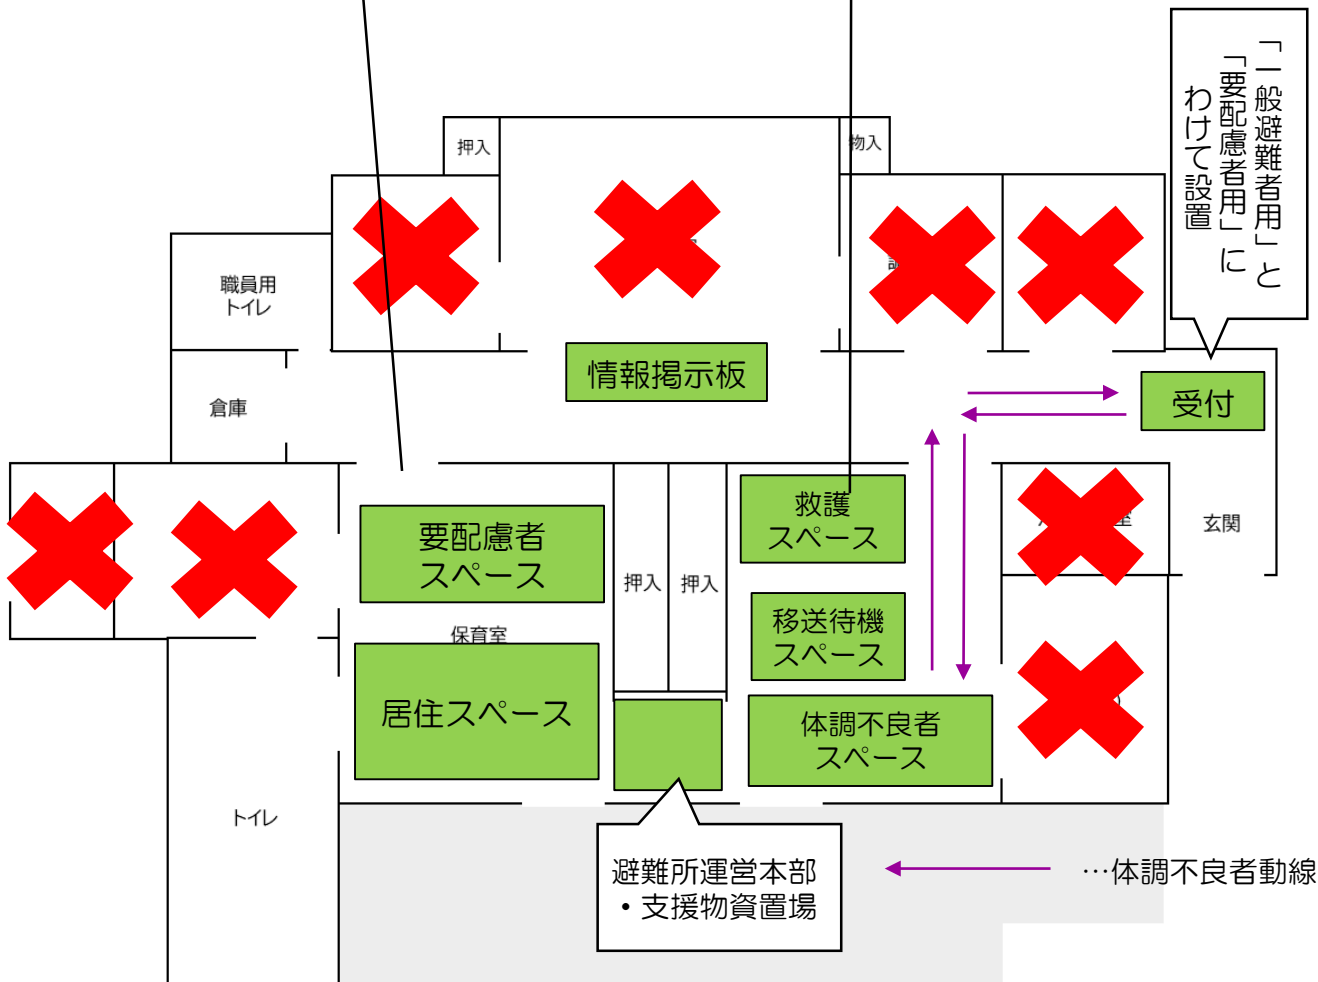 「一般避難者用」と
「要配慮者用」に
わけて設置
押入
物入
職員用
トイレ
情報掲示板
受付
倉庫
救護
スペース
要配慮者
スペース
玄関
押入
押入
移送待機
スペース
保育室
居住スペース
体調不良者
スペース
トイレ
避難所運営本部
・支援物資置場
…体調不良者動線